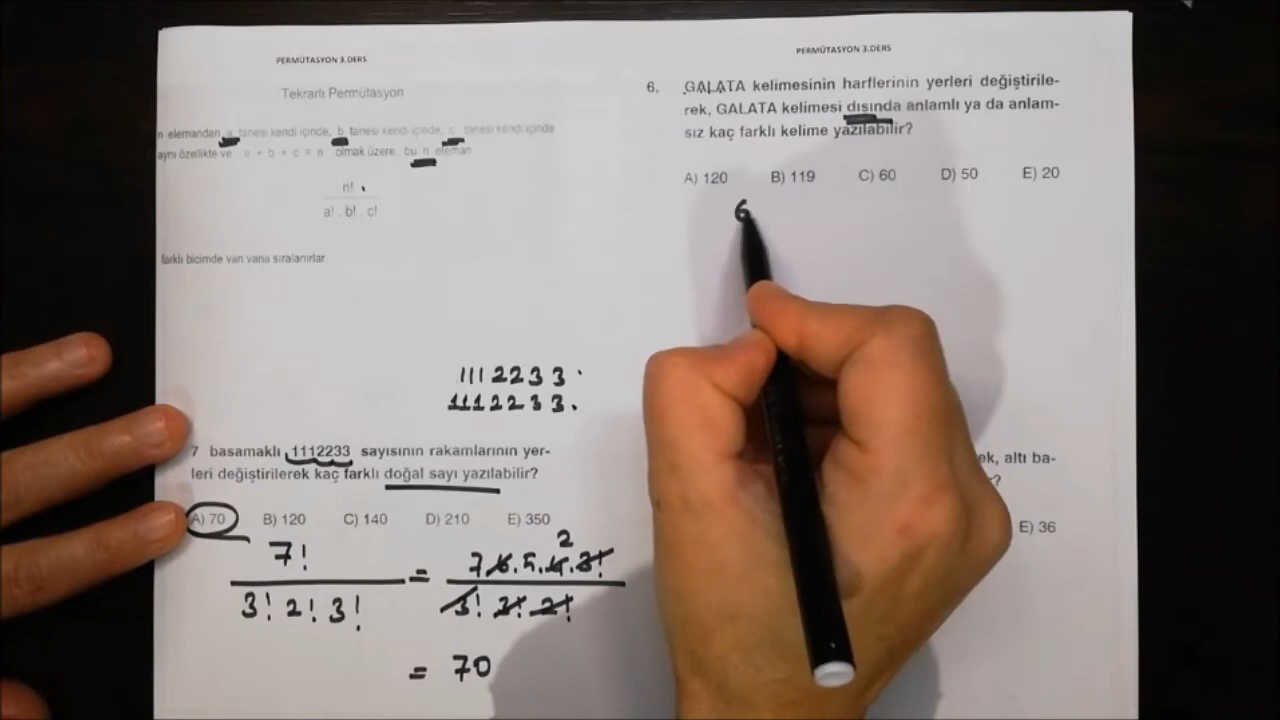 PERMÜTASYON 3.DERS
Tekrarlı Permütasyon
n elemandan a tanesi kendi içinde, b tanesi kendi içinde, c tanesi kendi içinde
aynı özellikte ve a + b + c = n olmak üzere, bu n eleman
n!
a! . b! . c!
farklı biçimde yan yana sıralanırlar.
1112233
1112233.
7 basamaklı 1112233 sayısının rakamlarının yer-
leri değiştirilerek kaç farklı doğal sayı yazılabilir?
A) 70 B) 120 C) 140 D) 210 E) 350
7! = 7.6.5.4.3! 2
3! 2! 3! 3! 2! 2!
= 70
PERMÜTASYON 3.DERS
6. GALATA kelimesinin harflerinin yerleri değiştirile-
rek, GALATA kelimesi dışında anlamlı ya da anlam-
sız kaç farklı kelime yazılabilir?
A) 120 B) 119 C) 60 D) 50 E) 20
6
ek, altı ba-
r?
E) 36